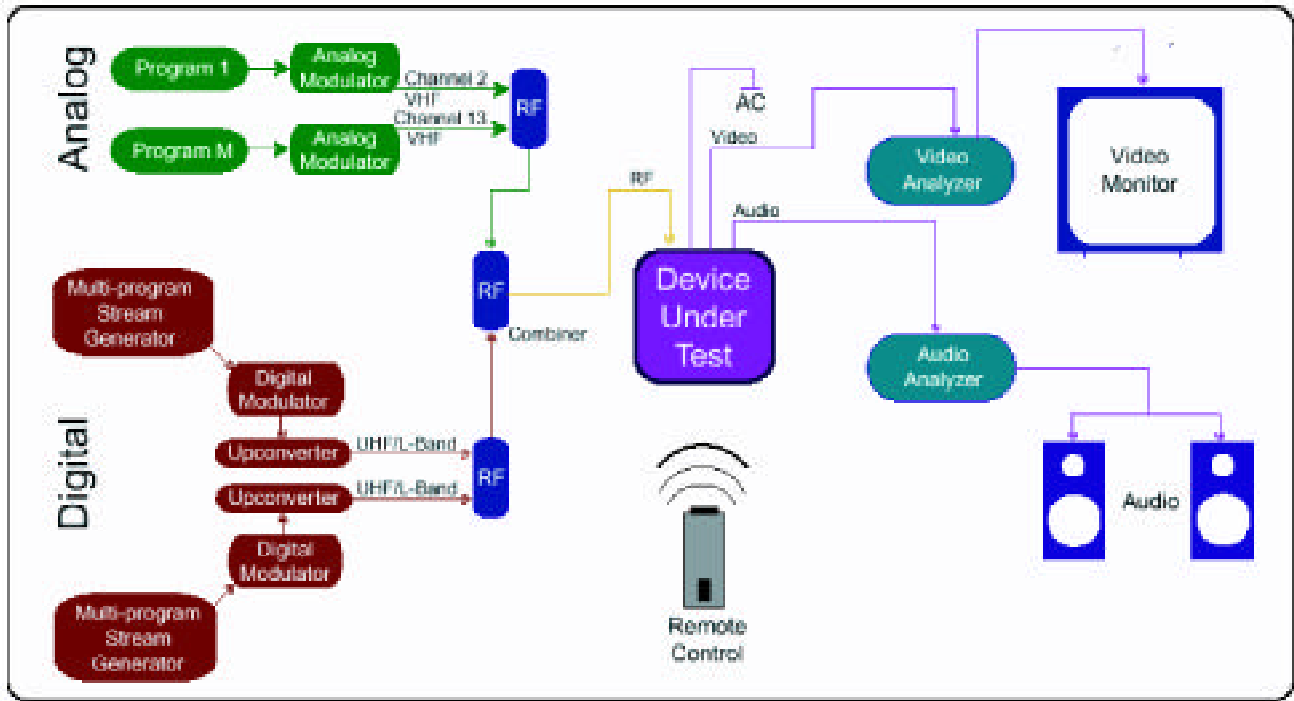 Analog
Program 1
Analog
Modulator
Channel 2
VHF
RF
Program M
Analog
Modulator
Channel 13
VHF
AC
Video
Video
Analyzer
Video
Monitor
RF
Audio
Device
Under
Test
RF
Combiner
Audio
Analyzer
Digital
Multi-program
Stream
Generator
Digital
Modulator
Upconverter
UHF/L-Band
RF
Upconverter
UHF/L-Band
Digital
Modulator
Multi-program
Stream
Generator
Remote
Control
Audio